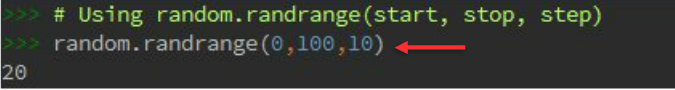 >>> # Using random.randrange(start, stop, step)
>>> random.randrange(0,100,10)
20